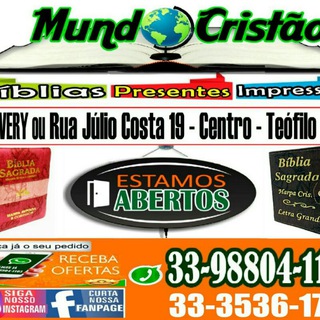 Mundo Cristão
Bíblias Presentes Impress
VERY ou Rua Júlio Costa 19 - Centro - Teófilo
BÍBLIA
SAGRADA
ESTAMOS
ABERTOS
Bíblia
Sagrada
Harpa Cris.
Letra Grand
ça já o seu pedido
RECEBA
OFERTAS
33-98804-11
SIGA
NOSSO
INSTAGRAM
CURTA
NOSSA
FANPAGE
33-3536-17